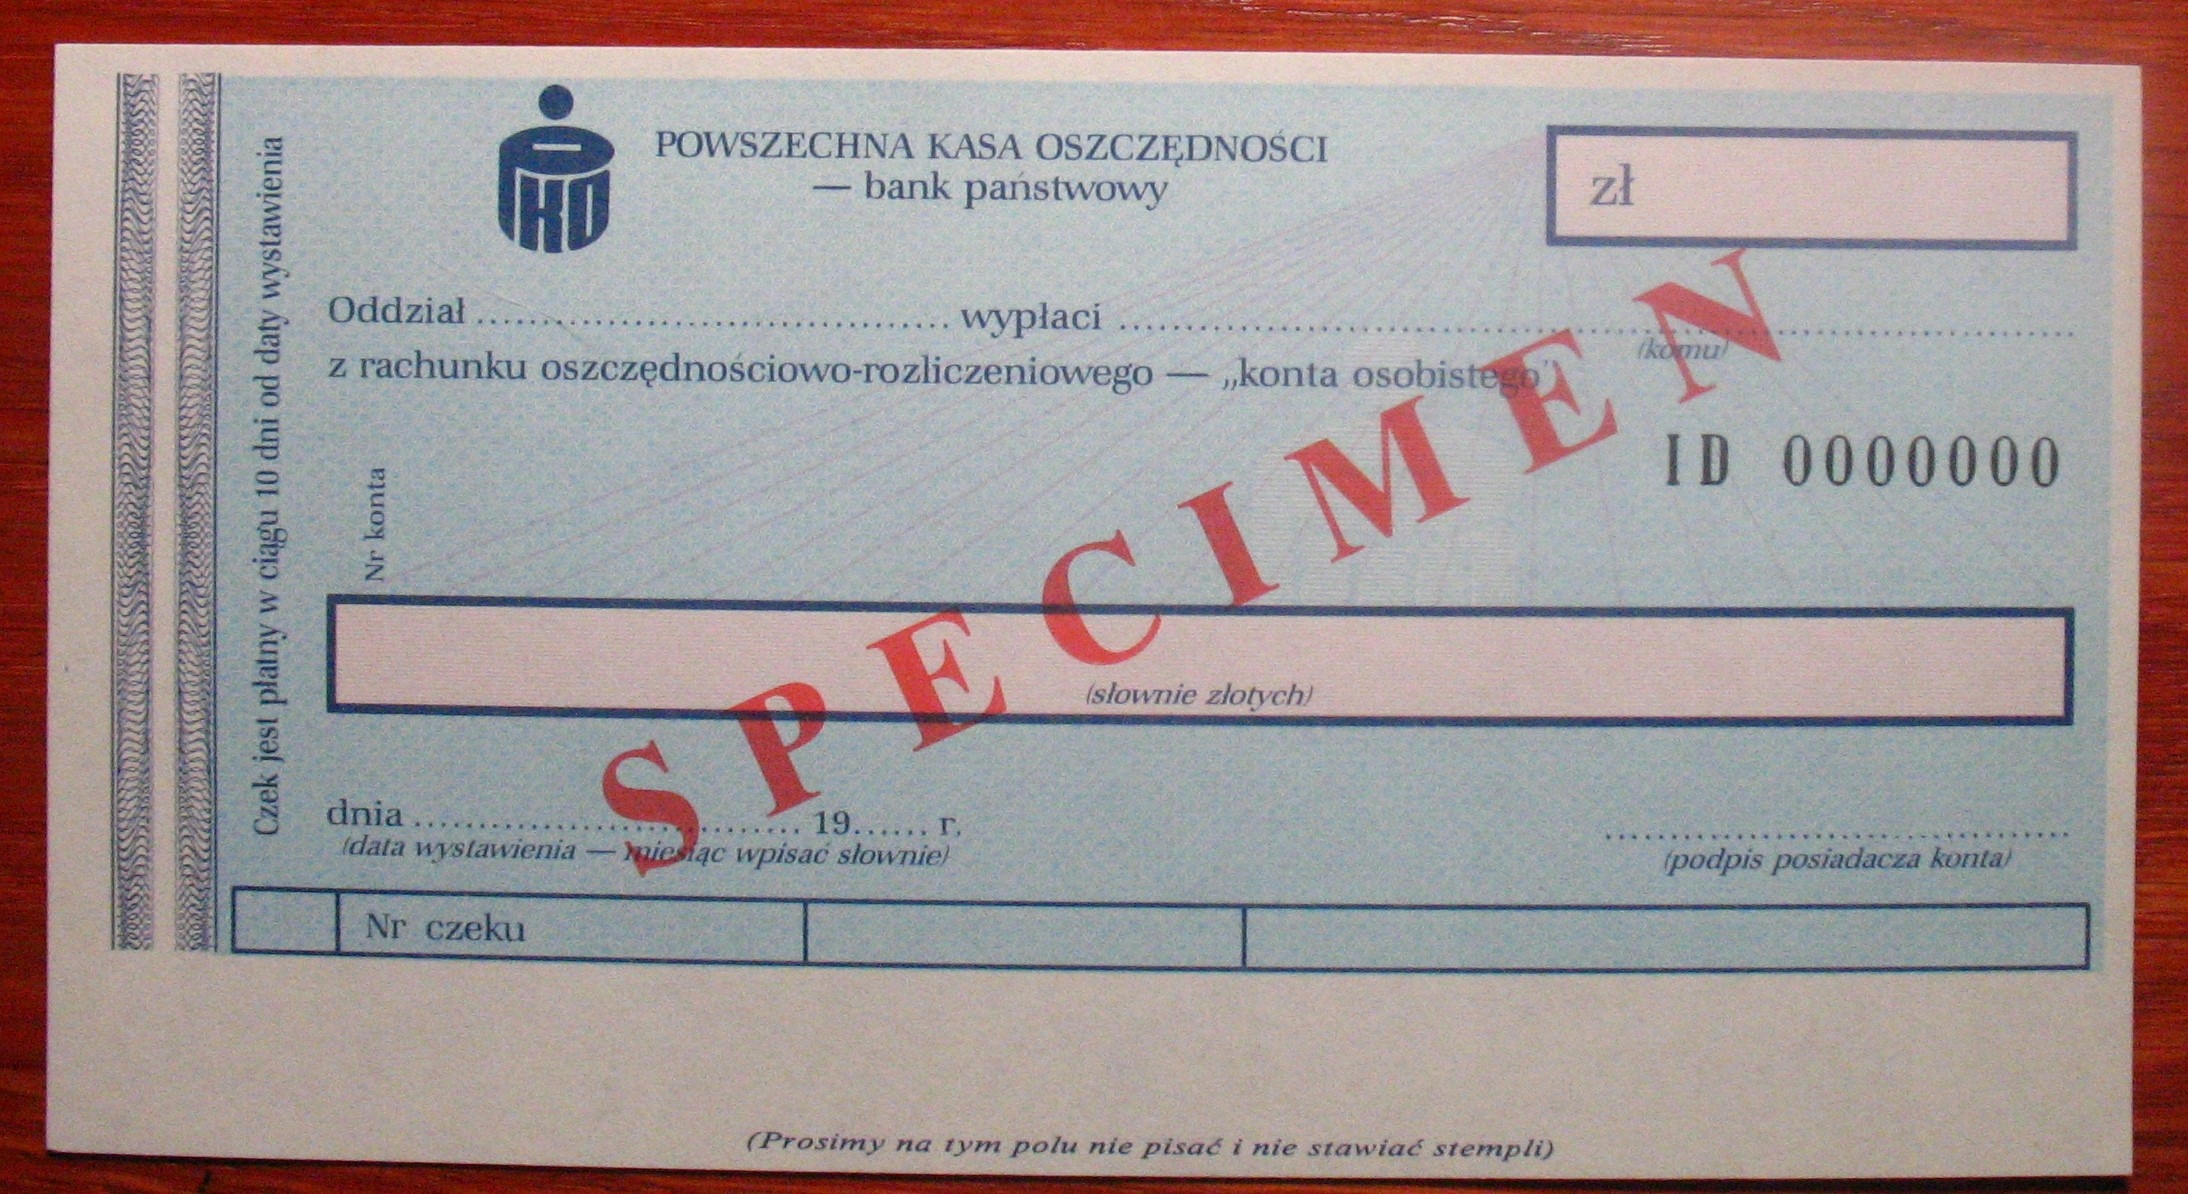 PKO
POWSZECHNA KASA OSZCZĘDNOŚCI
— bank państwowy
zł
Czek jest płatny w ciągu 10 dni od daty wystawienia
Oddział .................................... wypłaci ....................................
(komu)
z rachunku oszczędnościowo-rozliczeniowego — „konta osobistego”
ID 0000000
Nr konta
SPECIMEN
(słownie złotych)
dnia .............................. 19...... r.
(data wystawienia — miesiąc wpisać słownie)
....................................
(podpis posiadacza konta)
Nr czeku
(Prosimy na tym polu nie pisać i nie stawiać stempli)